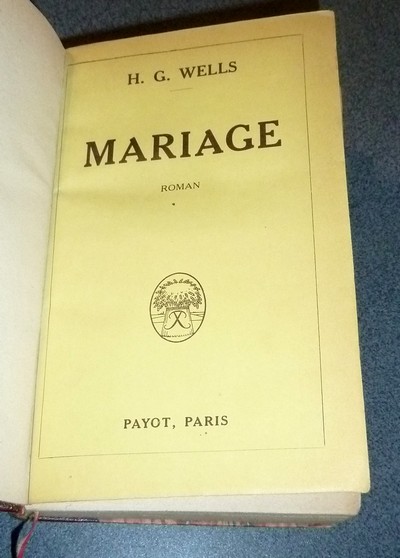 H. G. WELLS
MARIAGE
ROMAN
PAYOT, PARIS